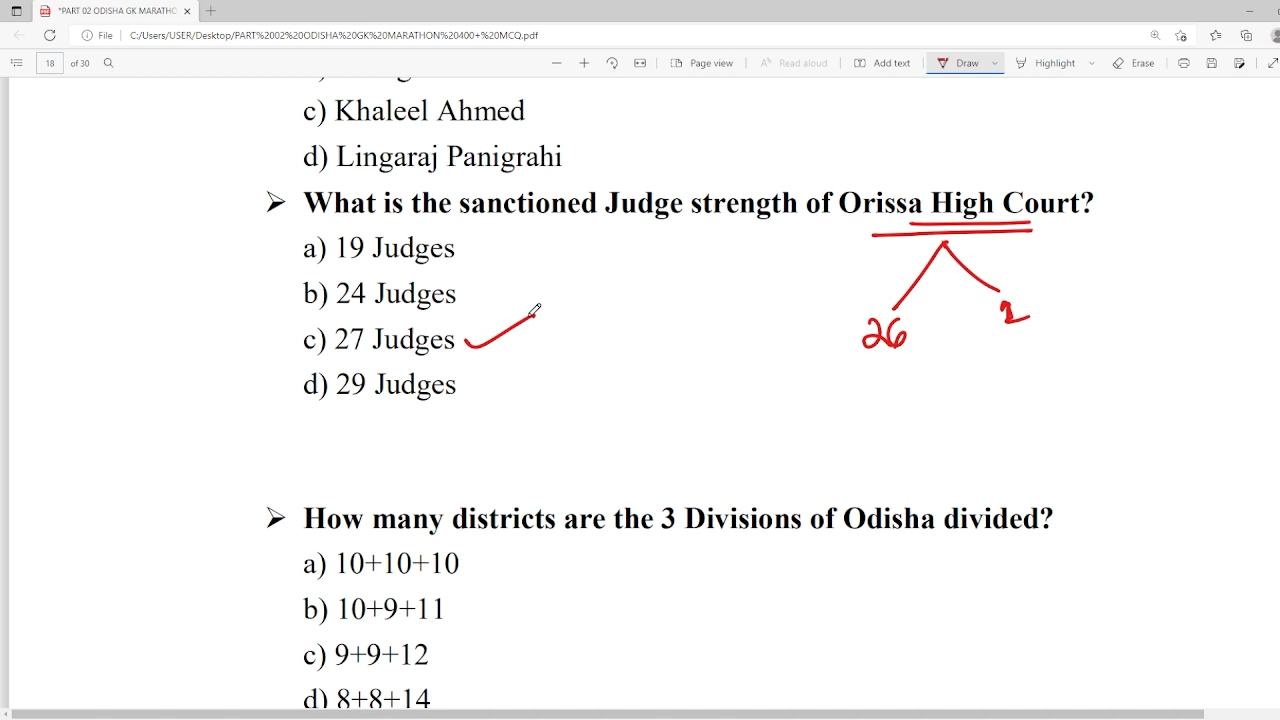 *PART 02 ODISHA GK MARATHO
File
C:/Users/USER/Desktop/PART%2002%20ODISHA%20GK%20MARATHON%20400+%20MCQ.pdf
18 of 30
Page view
Read aloud
Add text
Draw
Highlight
Erase
c) Khaleel Ahmed
d) Lingaraj Panigrahi
➢ What is the sanctioned Judge strength of Orissa High Court?
a) 19 Judges
b) 24 Judges
c) 27 Judges
d) 29 Judges
26
➢ How many districts are the 3 Divisions of Odisha divided?
a) 10+10+10
b) 10+9+11
c) 9+9+12
d) 8+8+14